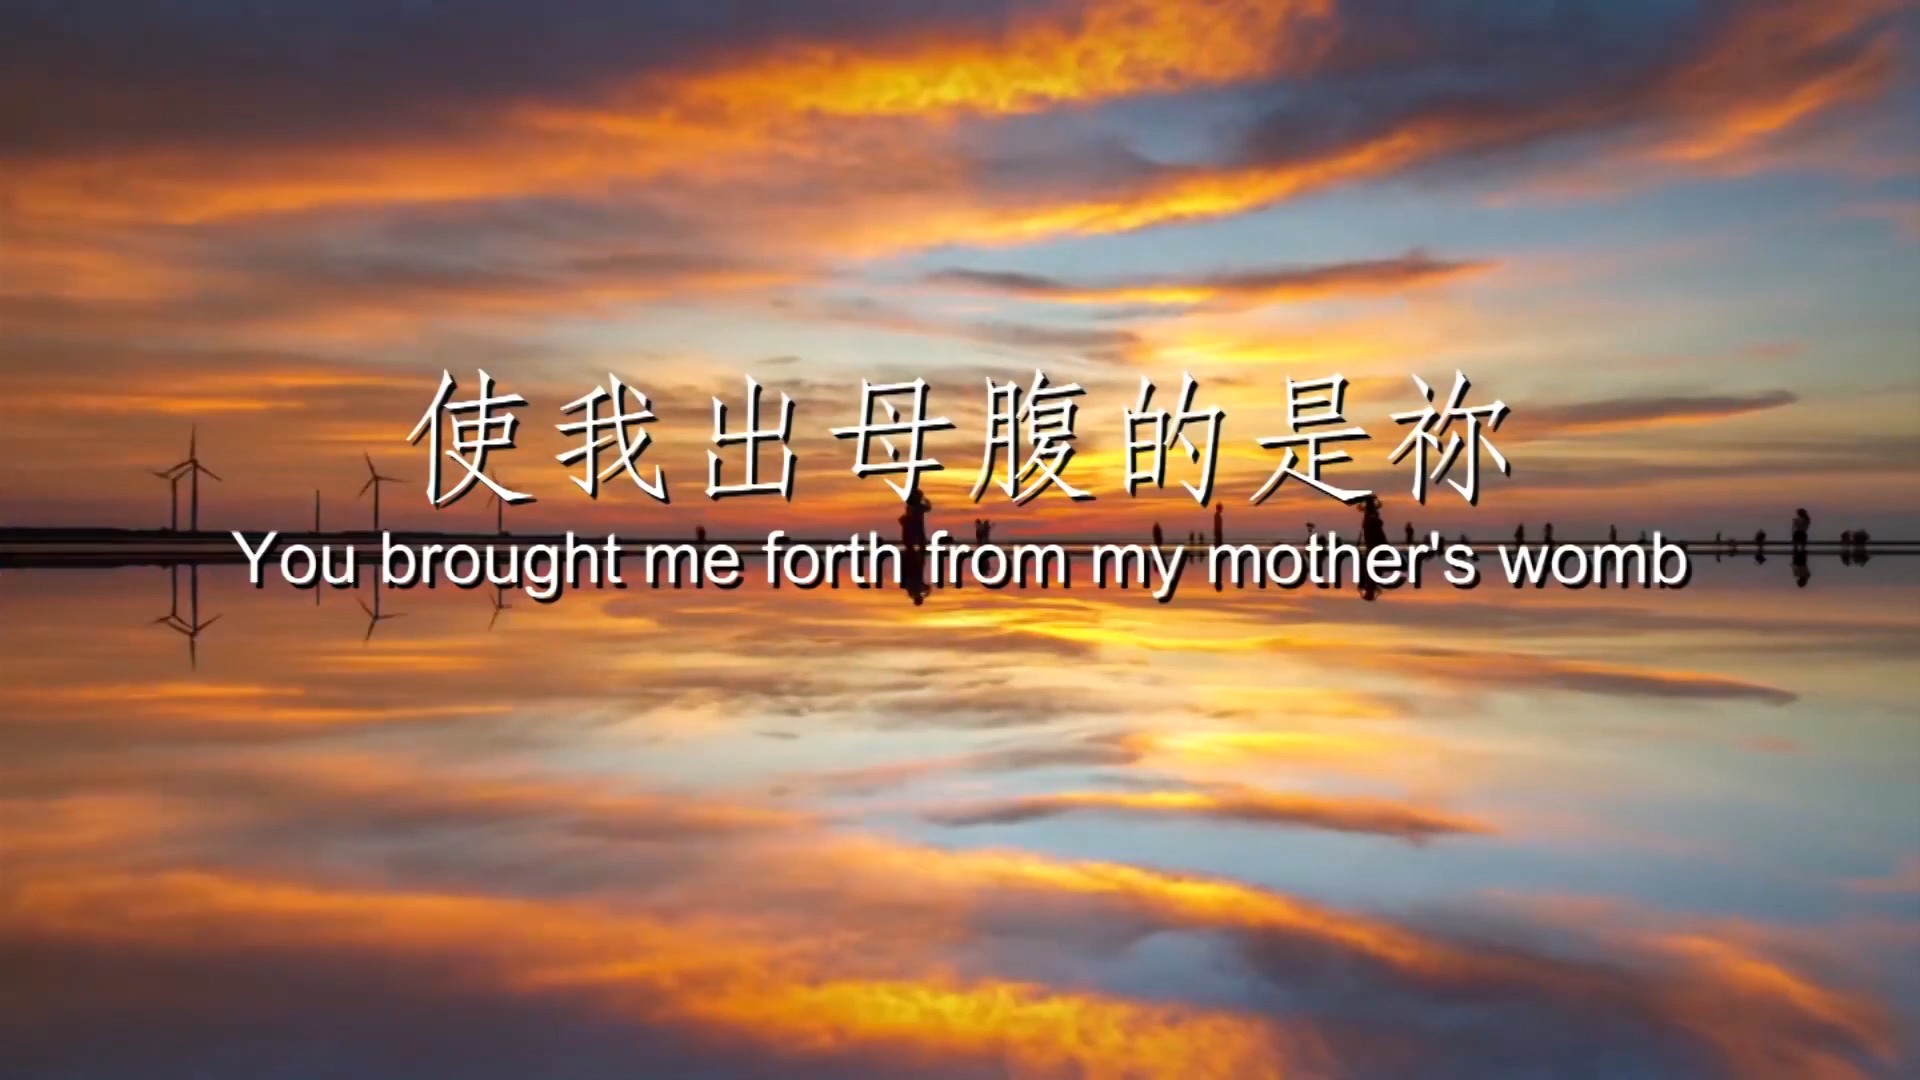 使我出母腹的是祢
You brought me forth from my mother's womb